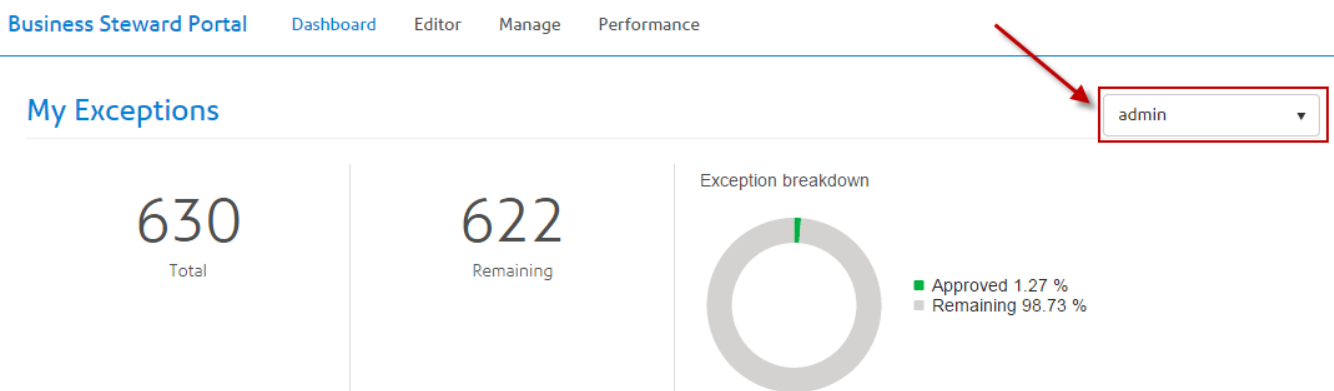 Business Steward Portal Dashboard Editor Manage Performance
My Exceptions
admin
630
Total
622
Remaining
Exception breakdown
Approved 1.27 %
Remaining 98.73 %